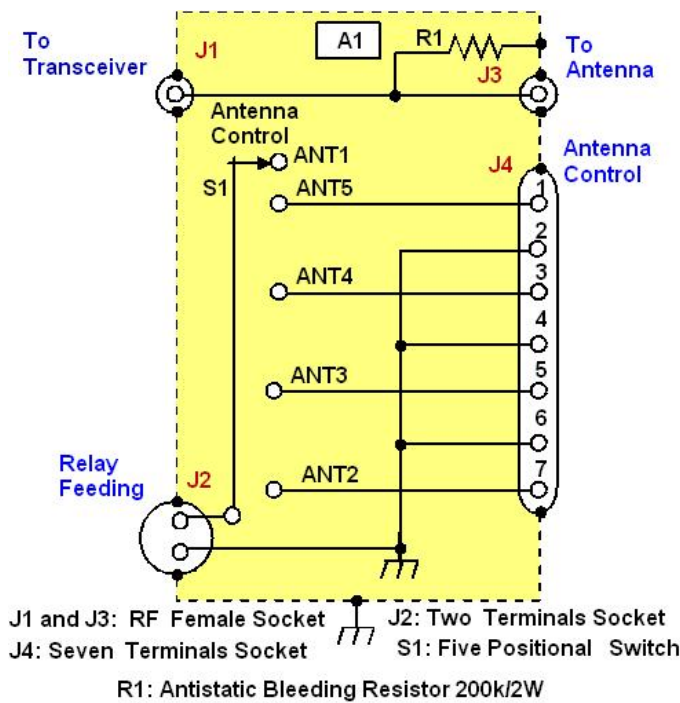 To
Transceiver
J1
A1
R1
To
Antenna
J3
Antenna
Control
ANT1
S1
ANT5
J4
Antenna
Control
1
2
3
ANT4
4
5
ANT3
6
7
ANT2
Relay
Feeding
J2
J1 and J3: RF Female Socket
J2: Two Terminals Socket
J4: Seven Terminals Socket
S1: Five Positional Switch
R1: Antistatic Bleeding Resistor 200k/2W